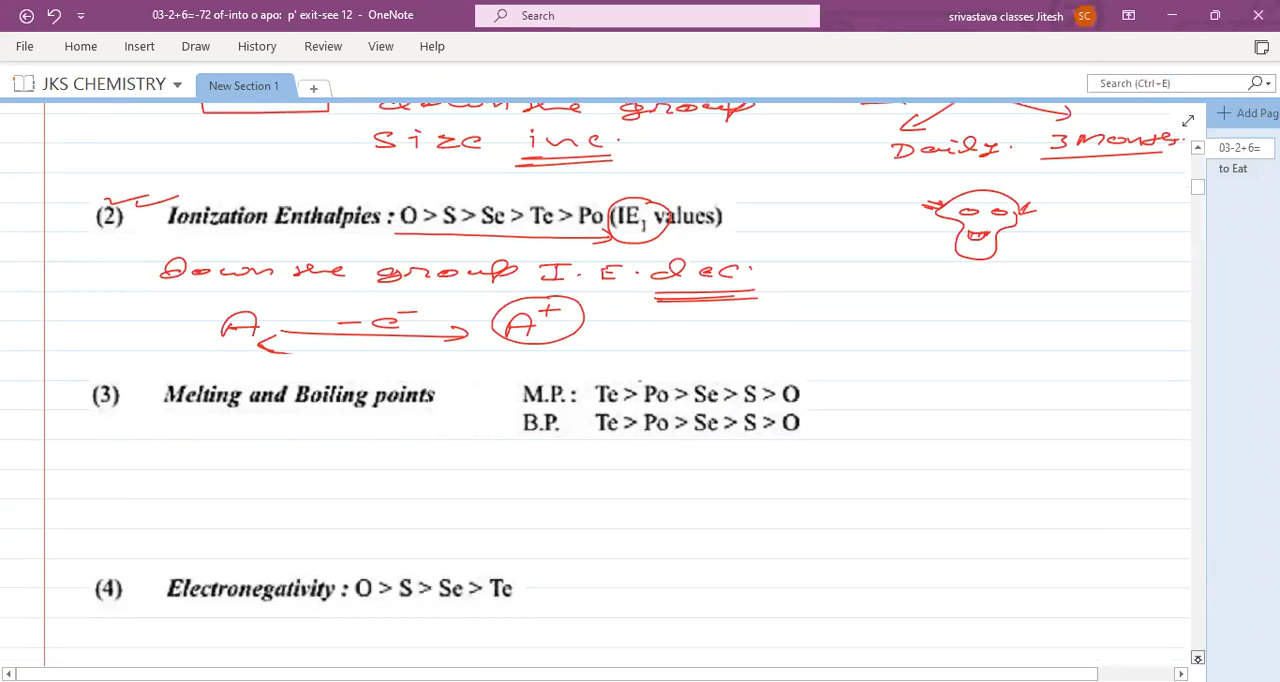 03-2+6=-72 of-into o apo: p' exit-see 12 - OneNote
Search
srivastava classes Jitesh
SC
File Home Insert Draw History Review View Help
JKS CHEMISTRY
New Section 1
+
Search (Ctrl+E)
Add Pag
03-2+6=
to Eat
down the group
Size inc.
Daily. 3 Months.
(2) Ionization Enthalpies : O > S > Se > Te > Po (IE₁ values)
Down the group I.E. dec.
A - e⁻ A⁺
(3) Melting and Boiling points M.P. : Te > Po > Se > S > O
B.P. Te > Po > Se > S > O
(4) Electronegativity : O > S > Se > Te